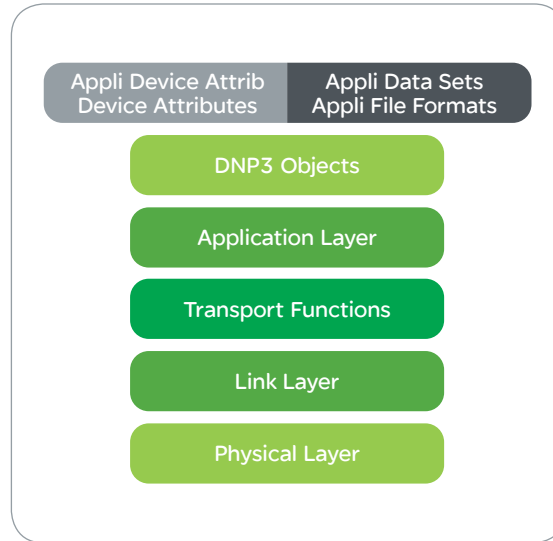 Appli Device Attrib
Device Attributes
Appli Data Sets
Appli File Formats
DNP3 Objects
Application Layer
Transport Functions
Link Layer
Physical Layer